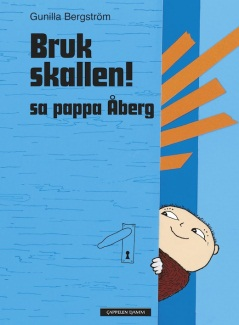 Gunilla Bergström
Bruk
skallen!
sa pappa Åberg
CAPPELEN DAMM